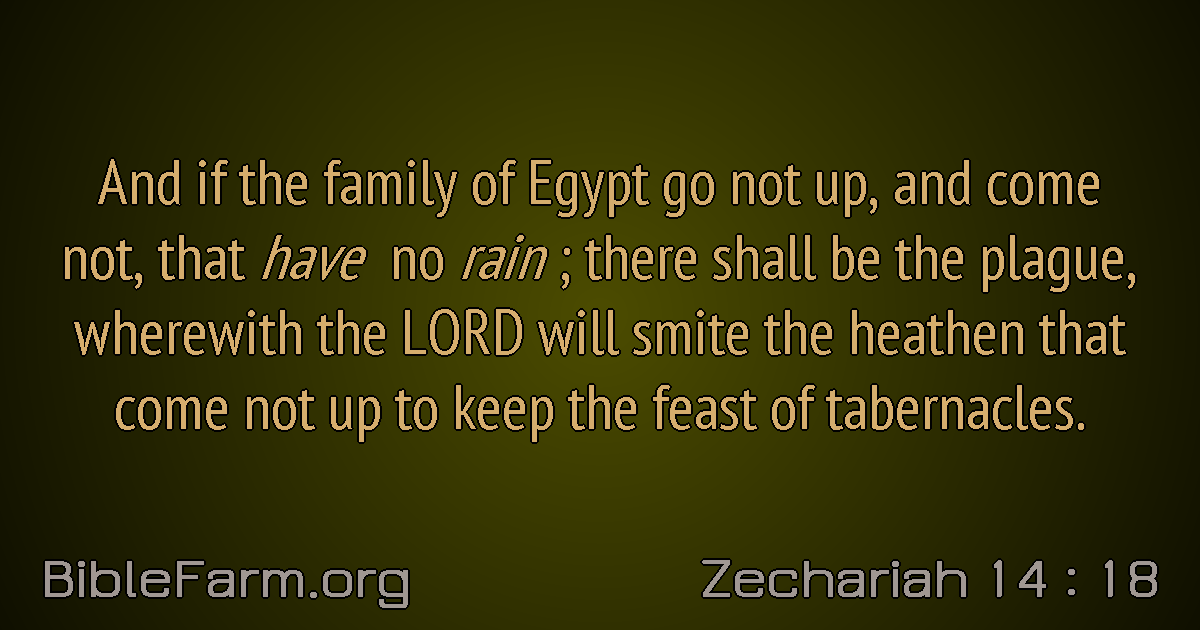 And if the family of Egypt go not up, and come
not, that have no rain ; there shall be the plague,
wherewith the LORD will smite the heathen that
come not up to keep the feast of tabernacles.
BibleFarm.org
Zechariah 14 : 18